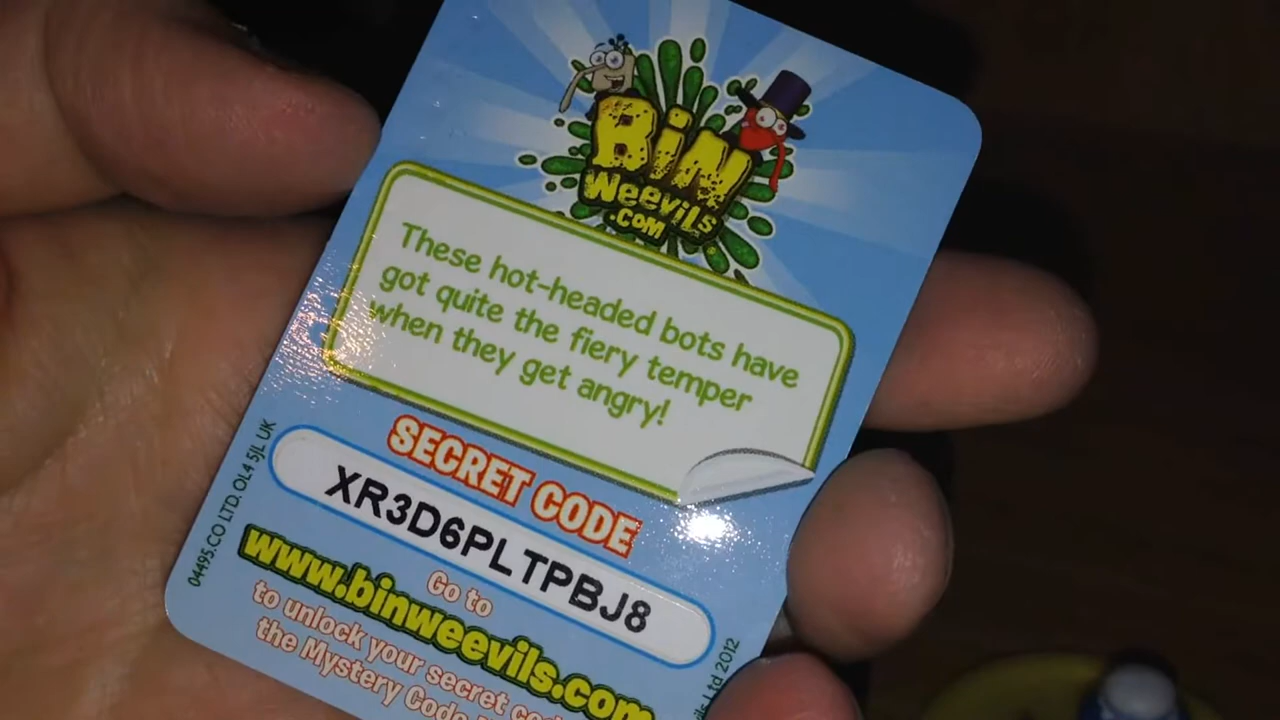 BiN
WeeviLs
.COM
These hot-headed bots have
got quite the fiery temper
when they get angry!
SECRET CODE
XR3D6PLTPBJ8
Go to
www.binweevils.com
to unlock your secret
the Mystery Code
04495.CO LTD. OL4 5JL UK
Ltd 2012